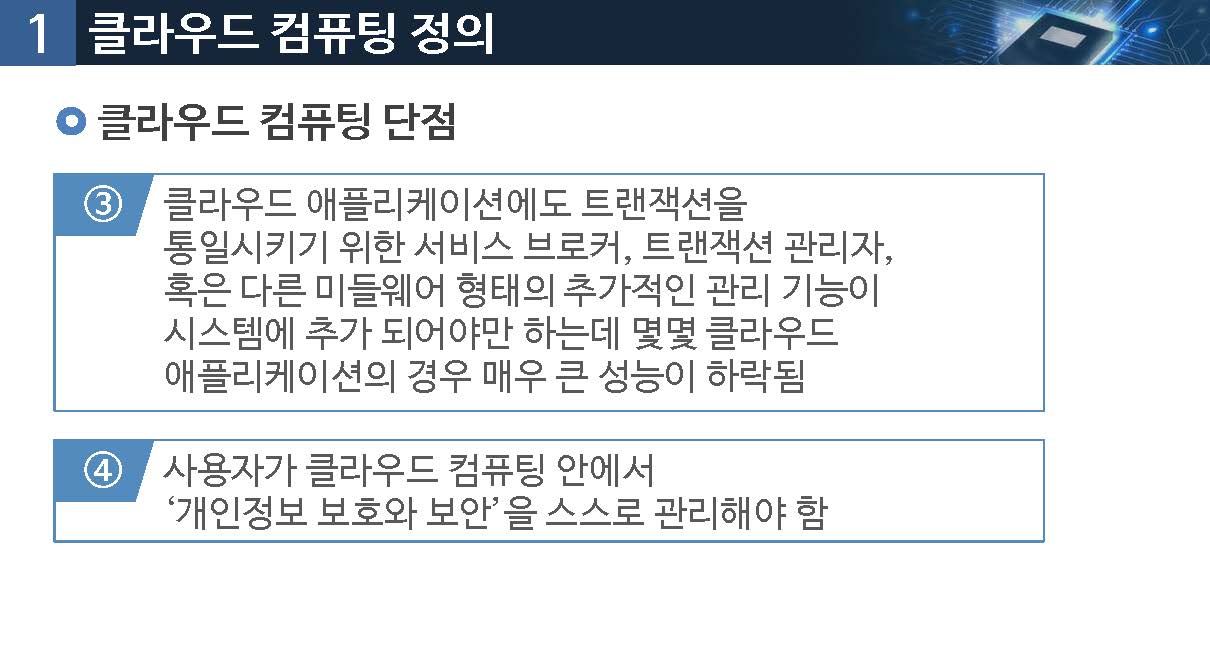 1 클라우드 컴퓨팅 정의
클라우드 컴퓨팅 단점
③ 클라우드 애플리케이션에도 트랜잭션을
통일시키기 위한 서비스 브로커, 트랜잭션 관리자,
혹은 다른 미들웨어 형태의 추가적인 관리 기능이
시스템에 추가 되어야만 하는데 몇몇 클라우드
애플리케이션의 경우 매우 큰 성능이 하락됨
④ 사용자가 클라우드 컴퓨팅 안에서
‘개인정보 보호와 보안’을 스스로 관리해야 함